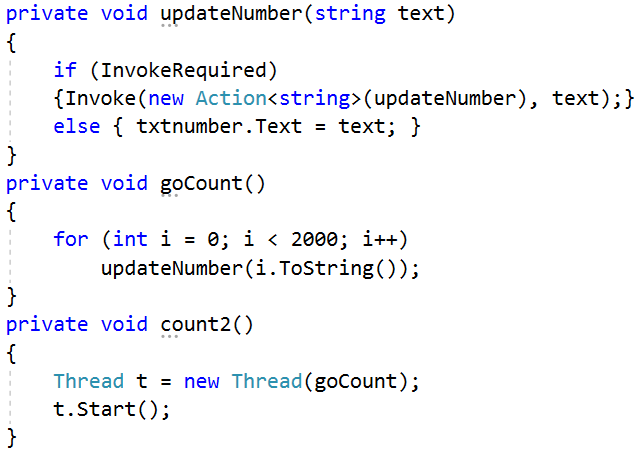 private void updateNumber(string text)
{
    if (InvokeRequired)
    {Invoke(new Action<string>(updateNumber), text);}
    else { txtnumber.Text = text; }
}
private void goCount()
{
    for (int i = 0; i < 2000; i++)
        updateNumber(i.ToString());
}
private void count2()
{
    Thread t = new Thread(goCount);
    t.Start();
}